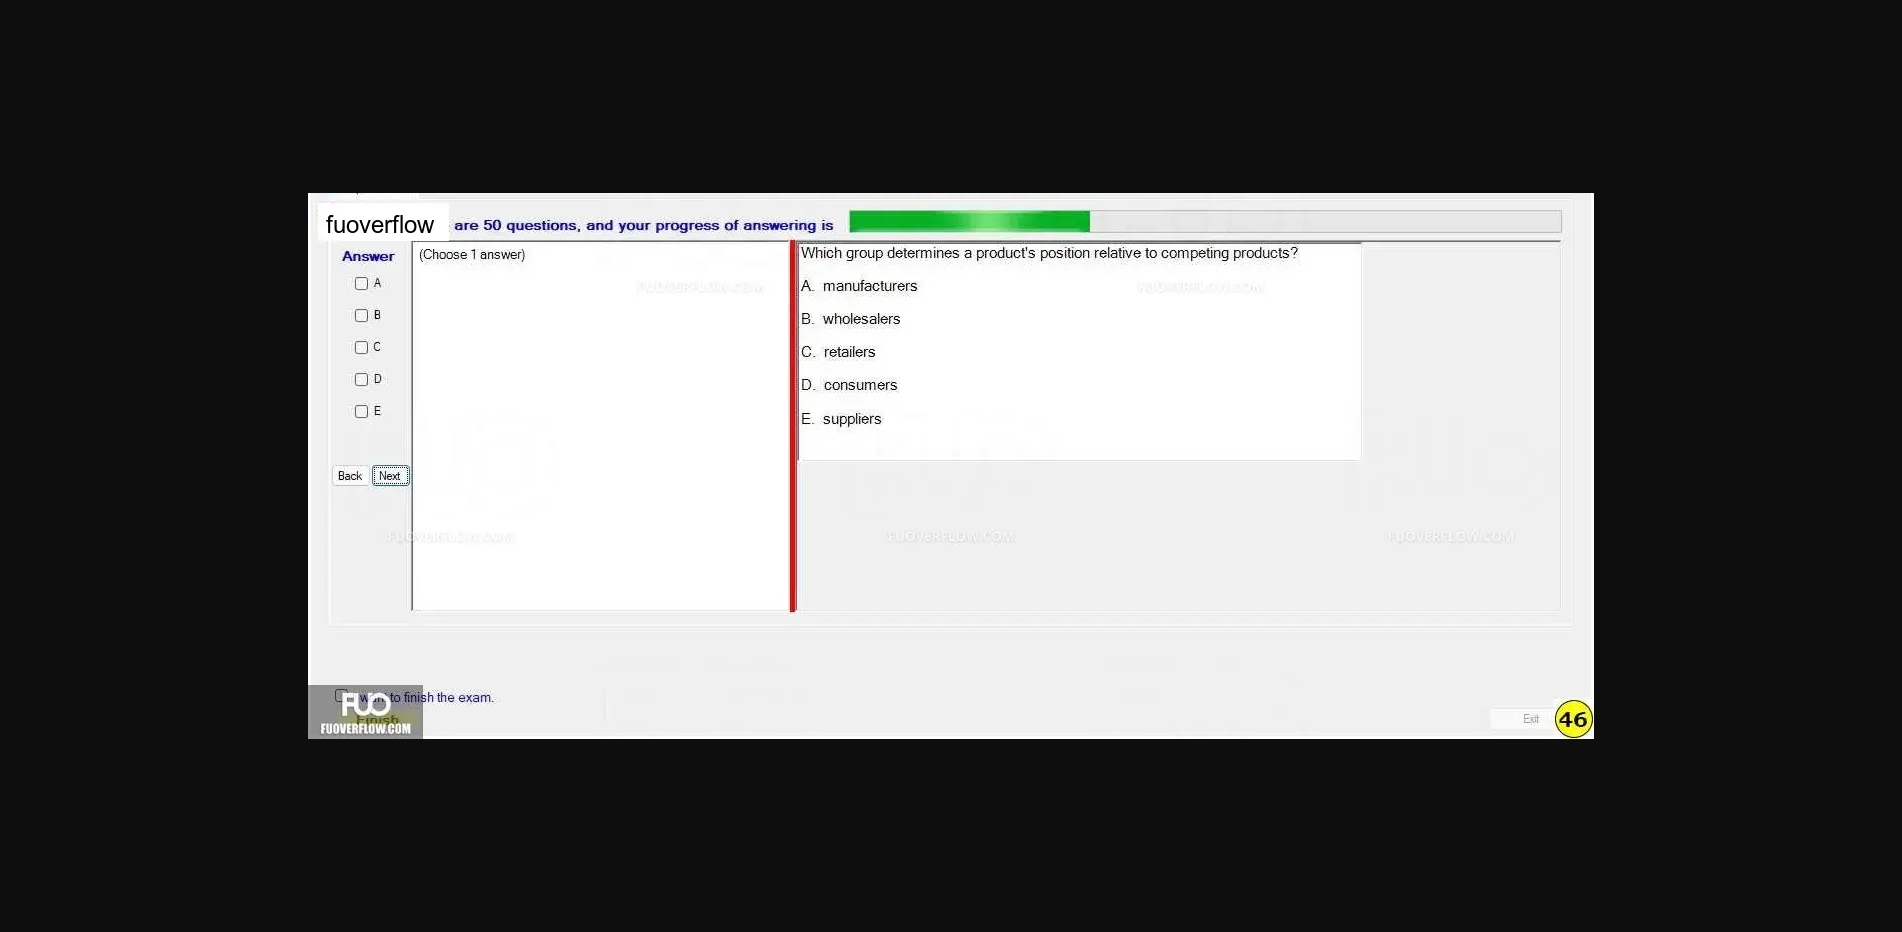 fuoverflow are 50 questions, and your progress of answering is
Answer
(Choose 1 answer)
A
B
C
D
E
Back Next
Which group determines a product's position relative to competing products?
A. manufacturers
B. wholesalers
C. retailers
D. consumers
E. suppliers
FUOVERFLOW.COM
FUOVERFLOW.COM
FUOVERFLOW.COM
FUOVERFLOW.COM
FUOVERFLOW.COM
want to finish the exam.
Finish
FUO
FUOVERFLOW.COM
Exit
46